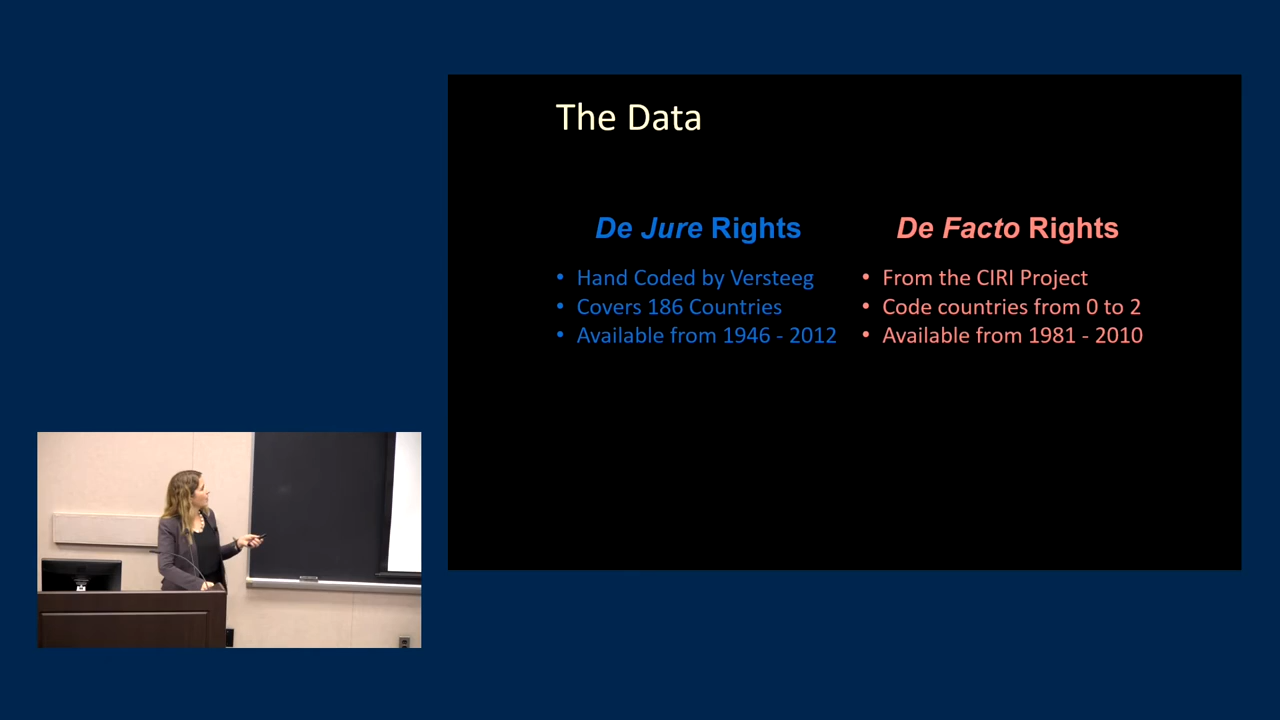 The Data
De Jure Rights
• Hand Coded by Versteeg
• Covers 186 Countries
• Available from 1946 - 2012
De Facto Rights
• From the CIRI Project
• Code countries from 0 to 2
• Available from 1981 - 2010